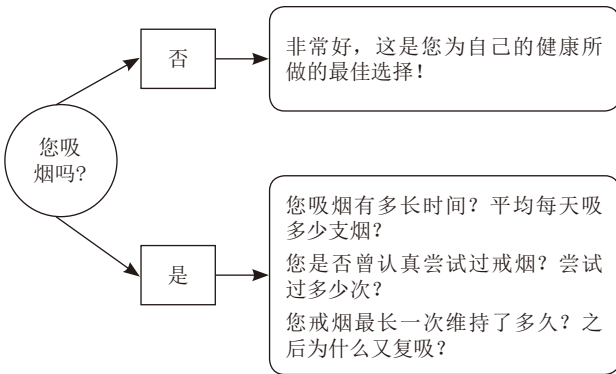 否
非常好，这是您为自己的健康所
做的最佳选择！
您吸
烟吗？
是
您吸烟有多长时间？平均每天吸
多少支烟？
您是否曾认真尝试过戒烟？尝试
过多少次？
您戒烟最长一次维持了多久？之
后为什么又复吸？